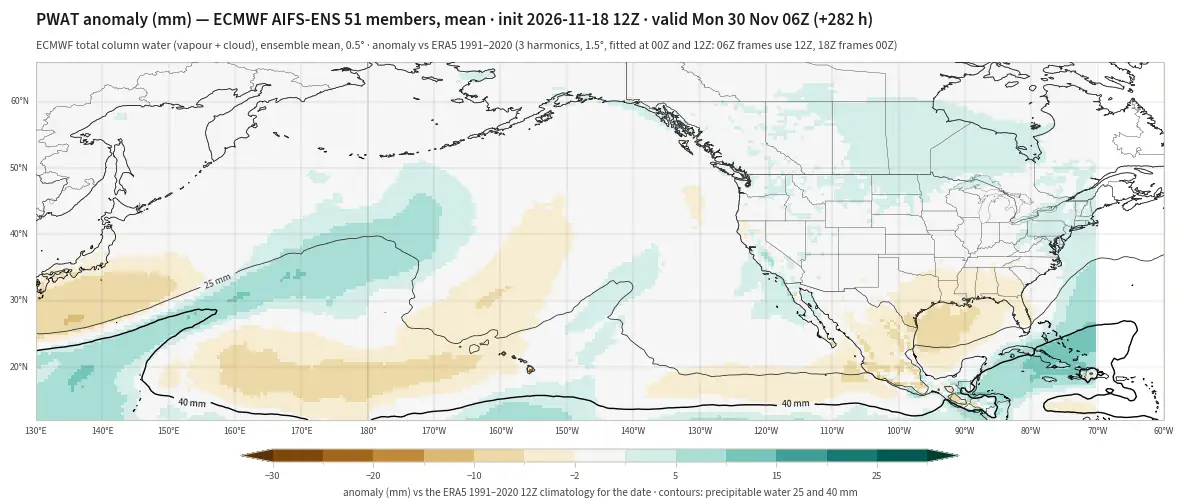 PWAT anomaly (mm) — ECMWF AIFS-ENS 51 members, mean · init 2026-11-18 12Z · valid Mon 30 Nov 06Z (+282 h)
ECMWF total column water (vapour + cloud), ensemble mean, 0.5° · anomaly vs ERA5 1991–2020 (3 harmonics, 1.5°, fitted at 00Z and 12Z: 06Z frames use 12Z, 18Z frames 00Z)
60°N
50°N
40°N
25 mm
30°N
20°N
40 mm
40 mm
130°E 140°E 150°E 160°E 170°E 180° 170°W 160°W 150°W 140°W 130°W 120°W 110°W 100°W 90°W 80°W 70°W 60°W
−30 −20 −10 −2 5 15 25
anomaly (mm) vs the ERA5 1991–2020 12Z climatology for the date · contours: precipitable water 25 and 40 mm